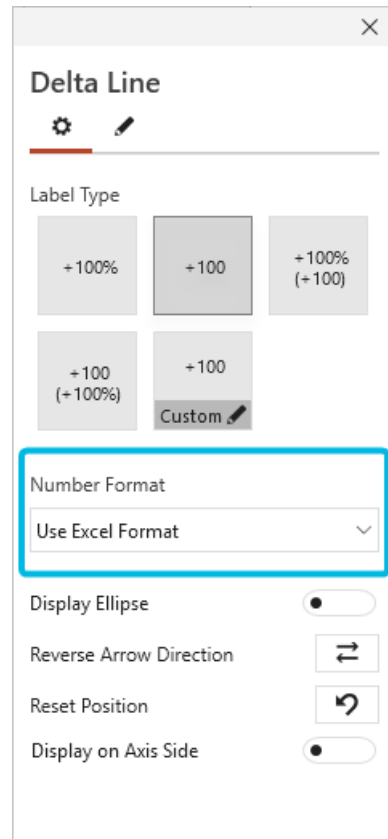 Delta Line
Label Type
+100%
+100
+100%
(+100)
+100
(+100%)
+100
Custom
Number Format
Use Excel Format
Display Ellipse
Reverse Arrow Direction
Reset Position
Display on Axis Side